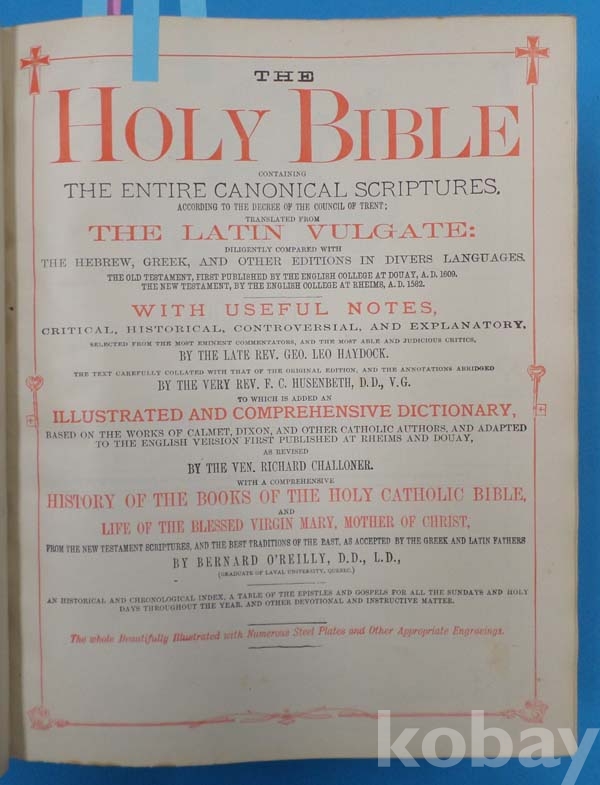 THE
HOLY BIBLE
CONTAINING
THE ENTIRE CANONICAL SCRIPTURES.
ACCORDING TO THE DECREE OF THE COUNCIL OF TRENT;
TRANSLATED FROM
THE LATIN VULGATE:
DILIGENTLY COMPARED WITH
THE HEBREW, GREEK, AND OTHER EDITIONS IN DIVERS LANGUAGES.
THE OLD TESTAMENT, FIRST PUBLISHED BY THE ENGLISH COLLEGE AT DOUAY, A.D. 1609.
THE NEW TESTAMENT, BY THE ENGLISH COLLEGE AT RHEIMS, A.D. 1582.
WITH USEFUL NOTES,
CRITICAL, HISTORICAL, CONTROVERSIAL, AND EXPLANATORY,
SELECTED FROM THE MOST EMINENT COMMENTATORS, AND THE MOST ABLE AND JUDICIOUS CRITICS,
BY THE LATE REV. GEO. LEO HAYDOCK.
THE TEXT CAREFULLY COLLATED WITH THAT OF THE ORIGINAL EDITION, AND THE ANNOTATIONS ABRIDGED
BY THE VERY REV. F. C. HUSENBETH, D.D., V.G.
TO WHICH IS ADDED AN
ILLUSTRATED AND COMPREHENSIVE DICTIONARY,
BASED ON THE WORKS OF CALMET, DIXON, AND OTHER CATHOLIC AUTHORS, AND ADAPTED
TO THE ENGLISH VERSION FIRST PUBLISHED AT RHEIMS AND DOUAY,
AS REVISED
BY THE VEN. RICHARD CHALLONER.
WITH A COMPREHENSIVE
HISTORY OF THE BOOKS OF THE HOLY CATHOLIC BIBLE,
AND
LIFE OF THE BLESSED VIRGIN MARY, MOTHER OF CHRIST,
FROM THE NEW TESTAMENT SCRIPTURES, AND THE BEST TRADITIONS OF THE EAST, AS ACCEPTED BY THE GREEK AND LATIN FATHERS
BY BERNARD O'REILLY, D.D., L.D.,
(GRADUATE OF LAVAL UNIVERSITY, QUEBEC.)
AN HISTORICAL AND CHRONOLOGICAL INDEX, A TABLE OF THE EPISTLES AND GOSPELS FOR ALL THE SUNDAYS AND HOLY
DAYS THROUGHOUT THE YEAR, AND OTHER DEVOTIONAL AND INSTRUCTIVE MATTER.
The whole Beautifully Illustrated with Numerous Steel Plates and Other Appropriate Engravings.
kobay